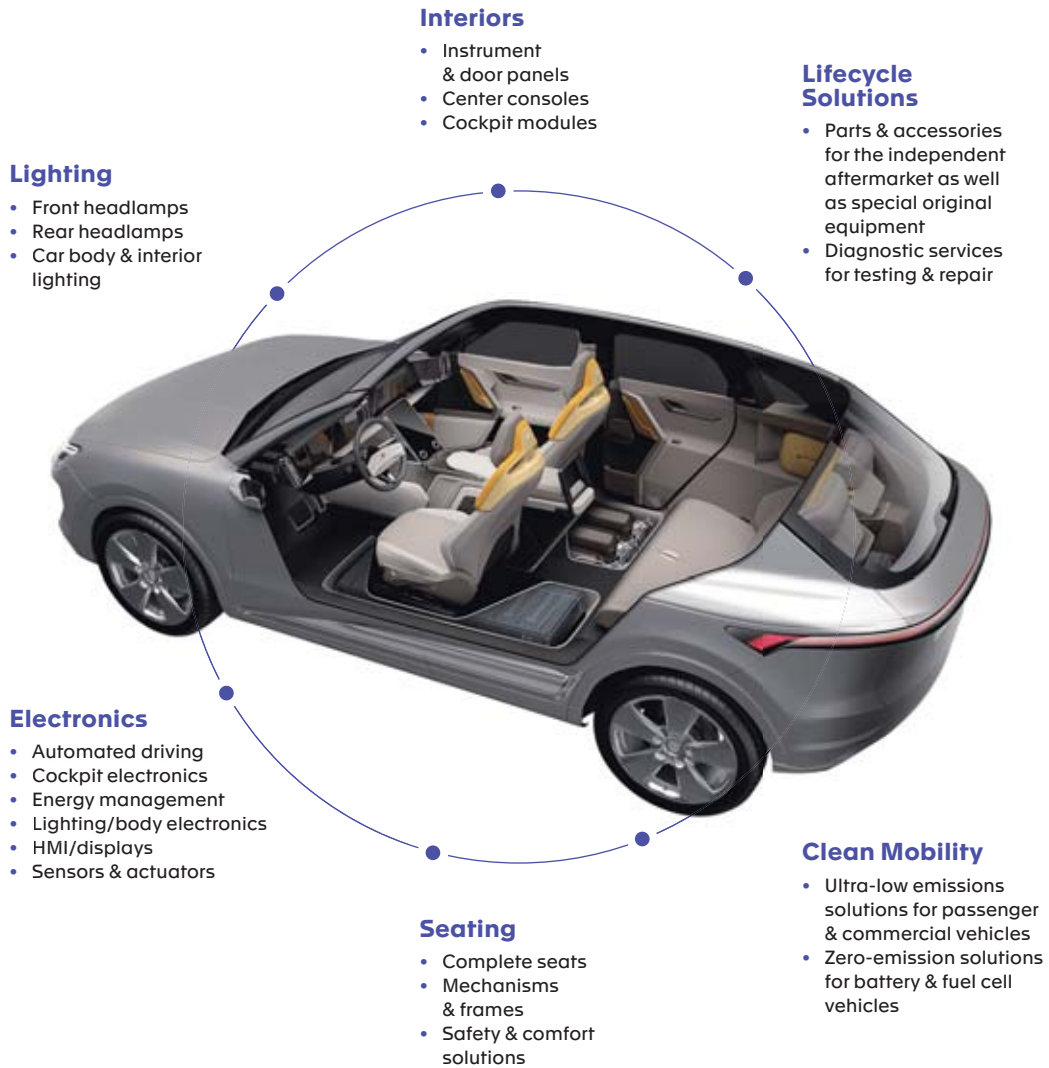 Interiors
• Instrument
& door panels
• Center consoles
• Cockpit modules
Lifecycle
Solutions
• Parts & accessories
for the independent
aftermarket as well
as special original
equipment
• Diagnostic services
for testing & repair
Lighting
• Front headlamps
• Rear headlamps
• Car body & interior
lighting
Electronics
• Automated driving
• Cockpit electronics
• Energy management
• Lighting/body electronics
• HMI/displays
• Sensors & actuators
Seating
• Complete seats
• Mechanisms
& frames
• Safety & comfort
solutions
Clean Mobility
• Ultra-low emissions
solutions for passenger
& commercial vehicles
• Zero-emission solutions
for battery & fuel cell
vehicles